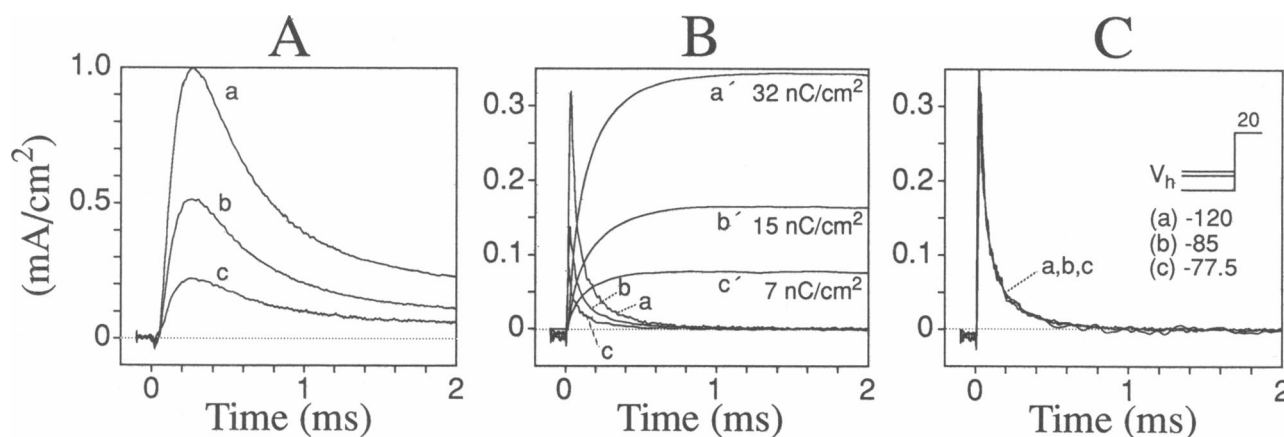 A
B
C
(mA/cm²)
1.0
0.5
0
a
b
c
0
1
2
Time (ms)
0.3
0.2
0.1
0
a´ 32 nC/cm²
b´ 15 nC/cm²
c´ 7 nC/cm²
b
a
c
0
1
2
Time (ms)
0.3
0.2
0.1
0
20
Vh
(a) -120
(b) -85
(c) -77.5
a,b,c
0
1
2
Time (ms)